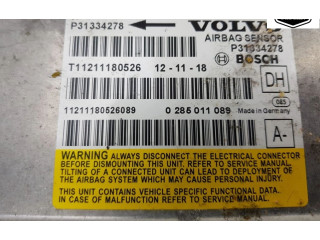 P31334278
VOLVO
AIRBAG SENSOR
P31334278
T11211180526 12-11-18
BOSCH
DH
083
11211180526089 0 285 011 089 Made in Germany
A-
WARNING ALWAYS DISCONNECT THE ELECTRICAL CONNECTOR
BEFORE DISMOUNTING THIS UNIT. REFER TO SERVICE MANUAL.
TILTING OF A CONNECTED UNIT CAN LEAD TO DEPLOYMENT OF
THE AIRBAG SYSTEM WHICH MAY CAUSE PERSONAL INJURY.
THIS UNIT CONTAINS VEHICLE SPECIFIC FUNCTIONS
IN CASE OF MALFUNCTION REFER TO SERVICE MANUAL